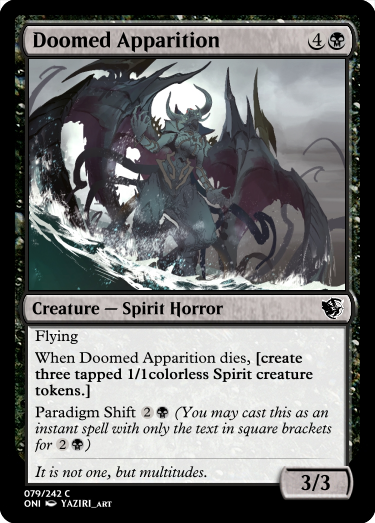 Doomed Apparition 4
Creature — Spirit Horror
Flying
When Doomed Apparition dies, [create
three tapped 1/1colorless Spirit creature
tokens.]
Paradigm Shift 2 (You may cast this as an
instant spell with only the text in square brackets
for 2 )
It is not one, but multitudes.
3/3
079/242 C
ONI YAZIRI_ART